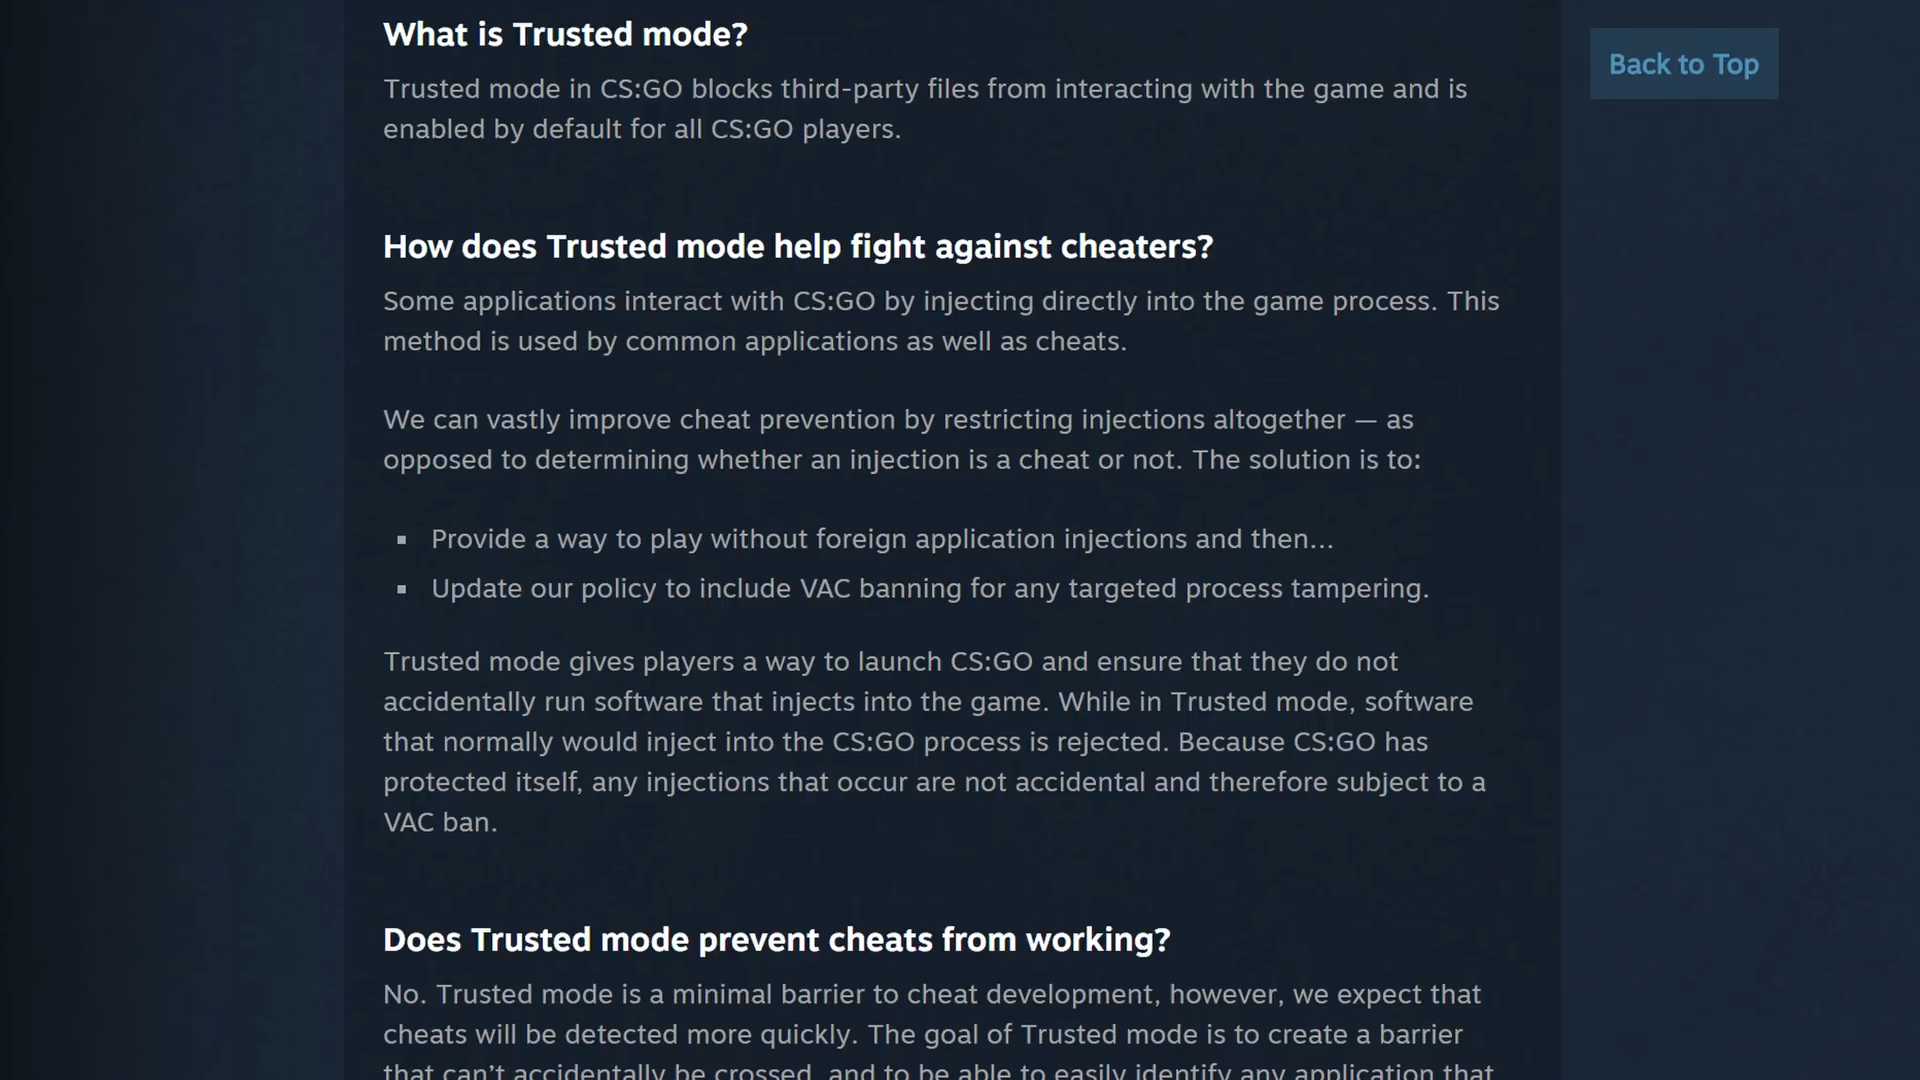 What is Trusted mode?
Back to Top
Trusted mode in CS:GO blocks third-party files from interacting with the game and is
enabled by default for all CS:GO players.
How does Trusted mode help fight against cheaters?
Some applications interact with CS:GO by injecting directly into the game process. This
method is used by common applications as well as cheats.
We can vastly improve cheat prevention by restricting injections altogether — as
opposed to determining whether an injection is a cheat or not. The solution is to:
▪ Provide a way to play without foreign application injections and then…
▪ Update our policy to include VAC banning for any targeted process tampering.
Trusted mode gives players a way to launch CS:GO and ensure that they do not
accidentally run software that injects into the game. While in Trusted mode, software
that normally would inject into the CS:GO process is rejected. Because CS:GO has
protected itself, any injections that occur are not accidental and therefore subject to a
VAC ban.
Does Trusted mode prevent cheats from working?
No. Trusted mode is a minimal barrier to cheat development, however, we expect that
cheats will be detected more quickly. The goal of Trusted mode is to create a barrier
that can't accidentally be crossed, and to be able to easily identify any application that